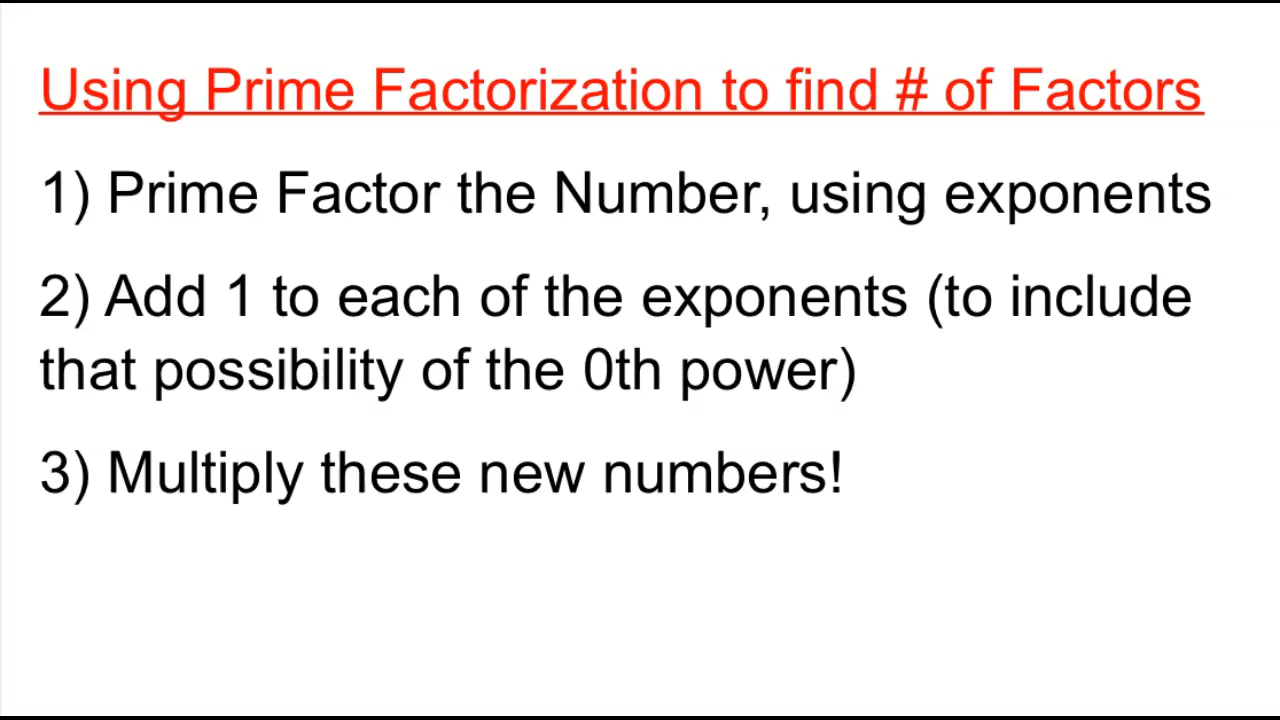 Using Prime Factorization to find # of Factors
1) Prime Factor the Number, using exponents
2) Add 1 to each of the exponents (to include
that possibility of the 0th power)
3) Multiply these new numbers!